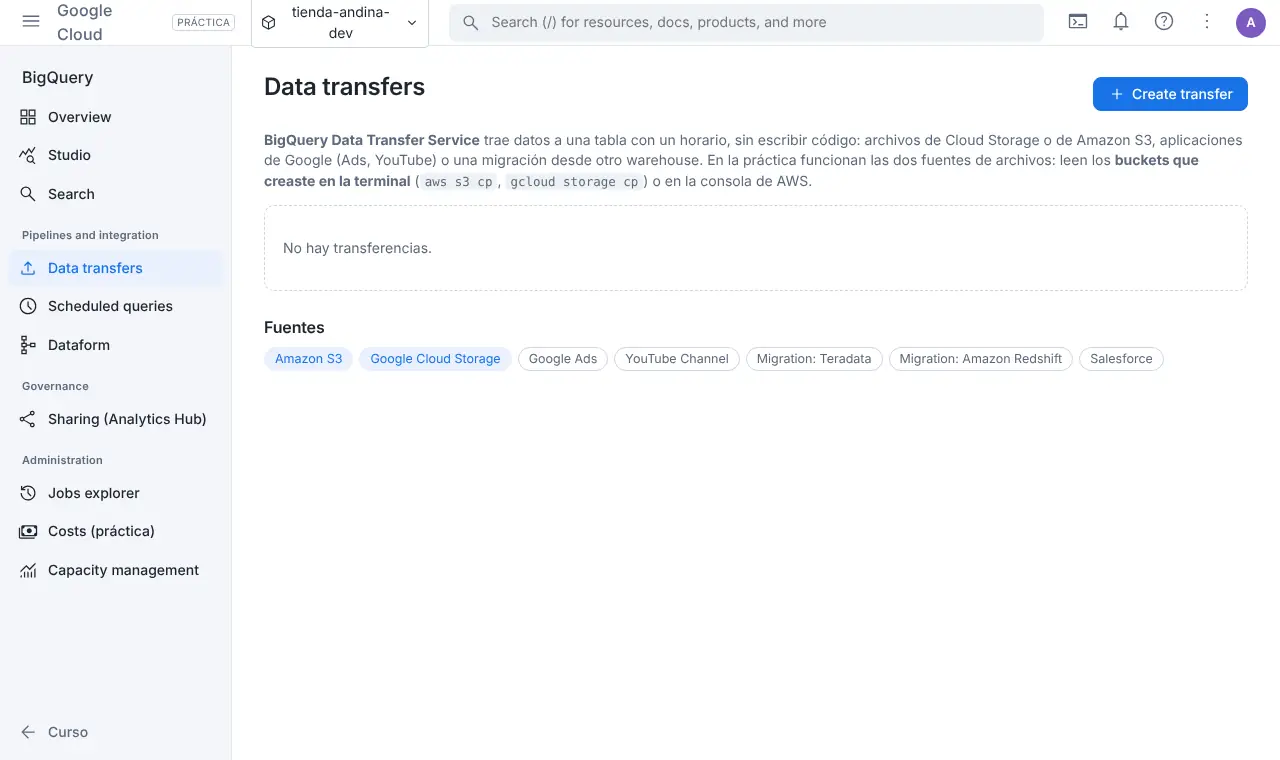 Google
Cloud
PRÁCTICA
tienda-andina-
dev
Search (/) for resources, docs, products, and more
A
BigQuery
Overview
Studio
Search
Pipelines and integration
Data transfers
Scheduled queries
Dataform
Governance
Sharing (Analytics Hub)
Administration
Jobs explorer
Costs (práctica)
Capacity management
Curso
Data transfers
Create transfer
BigQuery Data Transfer Service trae datos a una tabla con un horario, sin escribir código: archivos de Cloud Storage o de Amazon S3, aplicaciones
de Google (Ads, YouTube) o una migración desde otro warehouse. En la práctica funcionan las dos fuentes de archivos: leen los buckets que
creaste en la terminal ( aws s3 cp , gcloud storage cp ) o en la consola de AWS.
No hay transferencias.
Fuentes
Amazon S3 Google Cloud Storage Google Ads YouTube Channel Migration: Teradata Migration: Amazon Redshift Salesforce